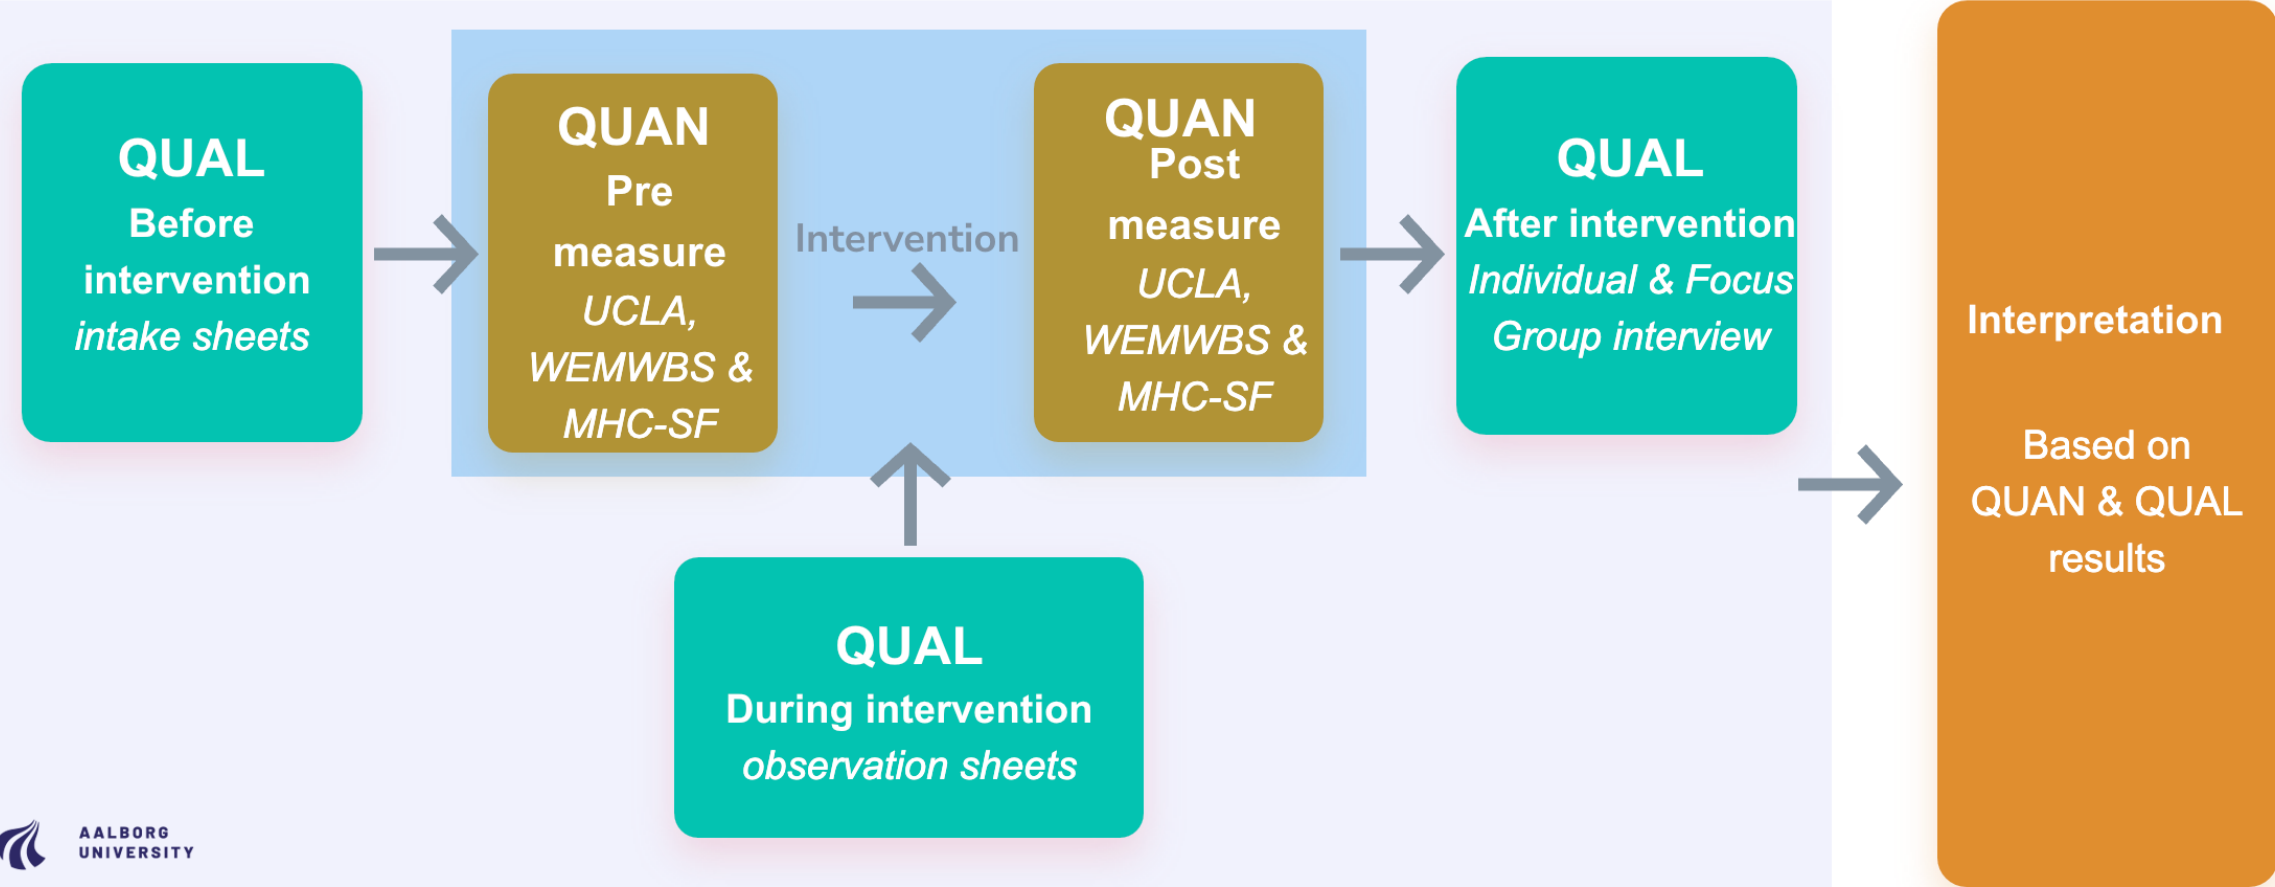 QUAL
Before
intervention
intake sheets
QUAN
Pre
measure
UCLA,
WEMWBS &
MHC-SF
Intervention
QUAN
Post
measure
UCLA,
WEMWBS &
MHC-SF
QUAL
After intervention
Individual & Focus
Group interview
QUAL
During intervention
observation sheets
Interpretation
Based on
QUAN & QUAL
results
AALBORG
UNIVERSITY